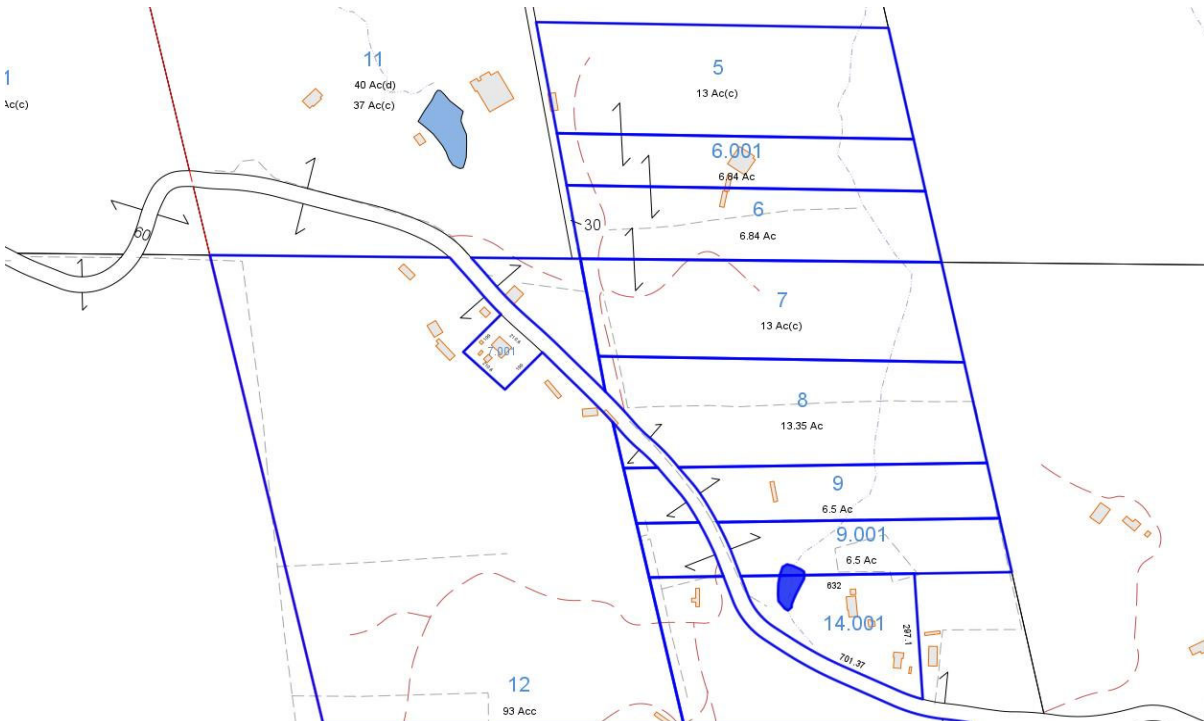 11
40 Ac(d)
37 Ac(c)
1
Ac(c)
5
13 Ac(c)
6.001
6.84 Ac
6
6.84 Ac
30
60
7
13 Ac(c)
7.001
8
13.35 Ac
9
6.5 Ac
9.001
6.5 Ac
632
14.001
297.1
701.37
12
93 Acc